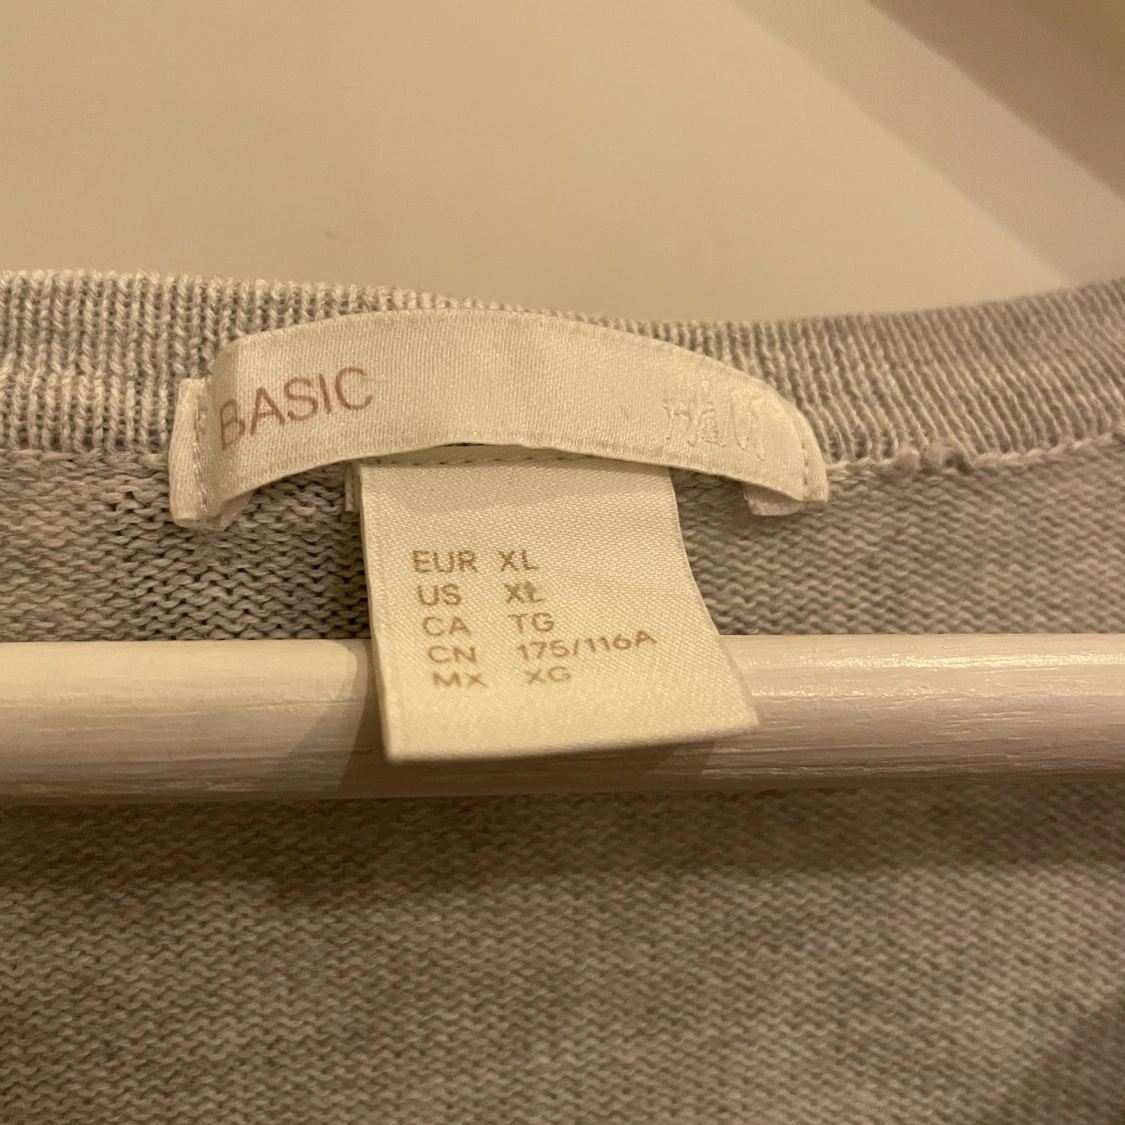 BASIC H&M
EUR XL
US XL
CA TG
CN 175/116A
MX XG